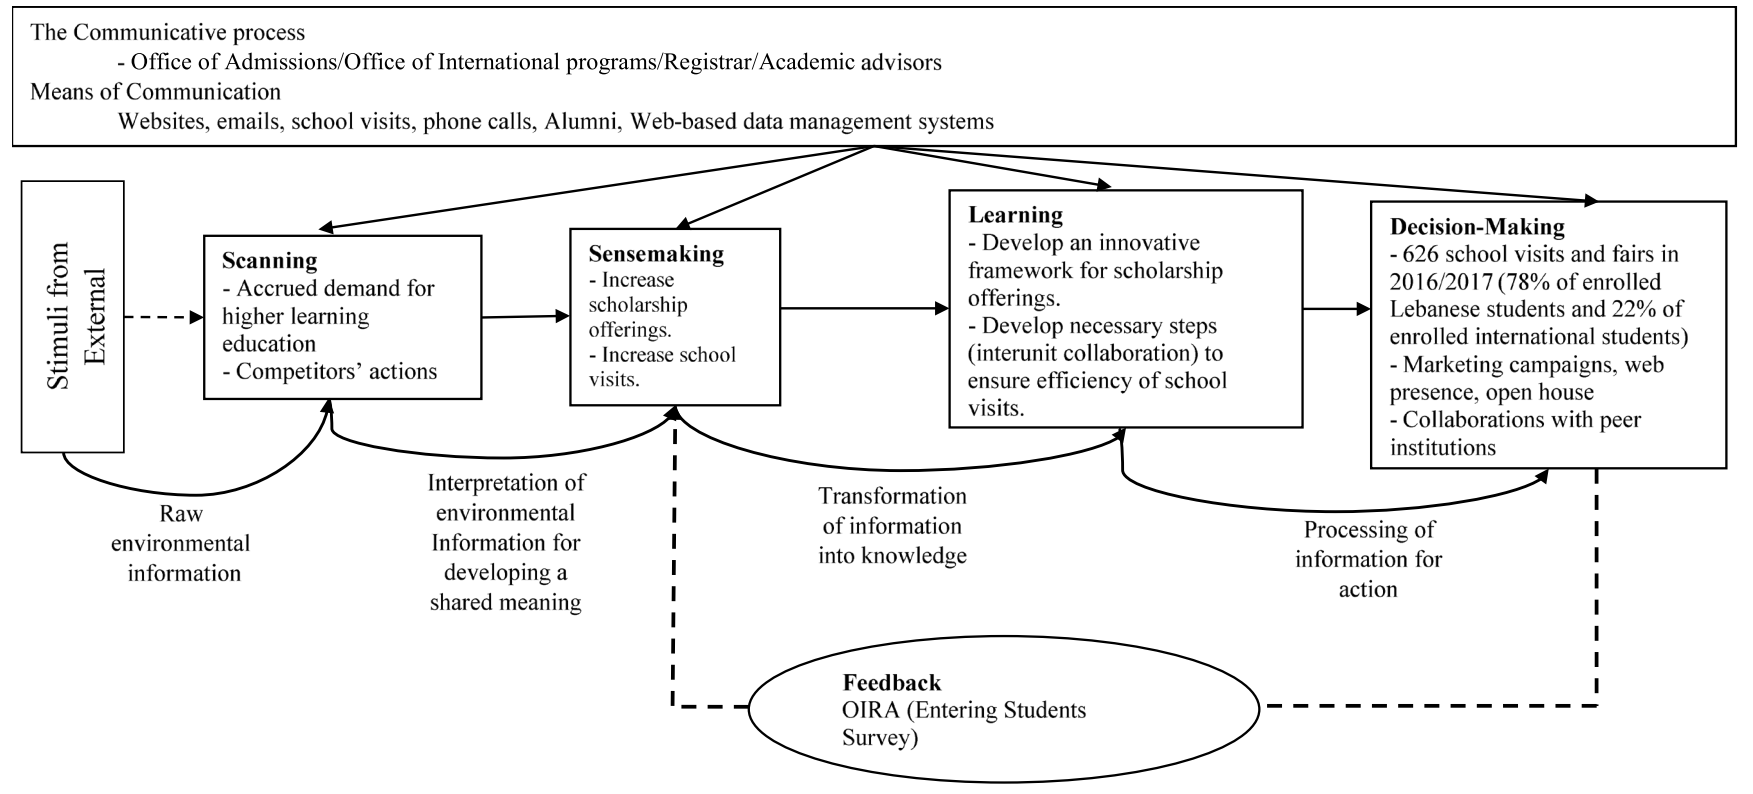 The Communicative process
- Office of Admissions/Office of International programs/Registrar/Academic advisors
Means of Communication
Websites, emails, school visits, phone calls, Alumni, Web-based data management systems
Stimuli from
External
Scanning
- Accrued demand for
higher learning
education
- Competitors’ actions
Sensemaking
- Increase
scholarship
offerings.
- Increase school
visits.
Learning
- Develop an innovative
framework for scholarship
offerings.
- Develop necessary steps
(interunit collaboration) to
ensure efficiency of school
visits.
Decision-Making
- 626 school visits and fairs in
2016/2017 (78% of enrolled
Lebanese students and 22% of
enrolled international students)
- Marketing campaigns, web
presence, open house
- Collaborations with peer
institutions
Raw
environmental
information
Interpretation of
environmental
Information for
developing a
shared meaning
Transformation
of information
into knowledge
Processing of
information for
action
Feedback
OIRA (Entering Students
Survey)